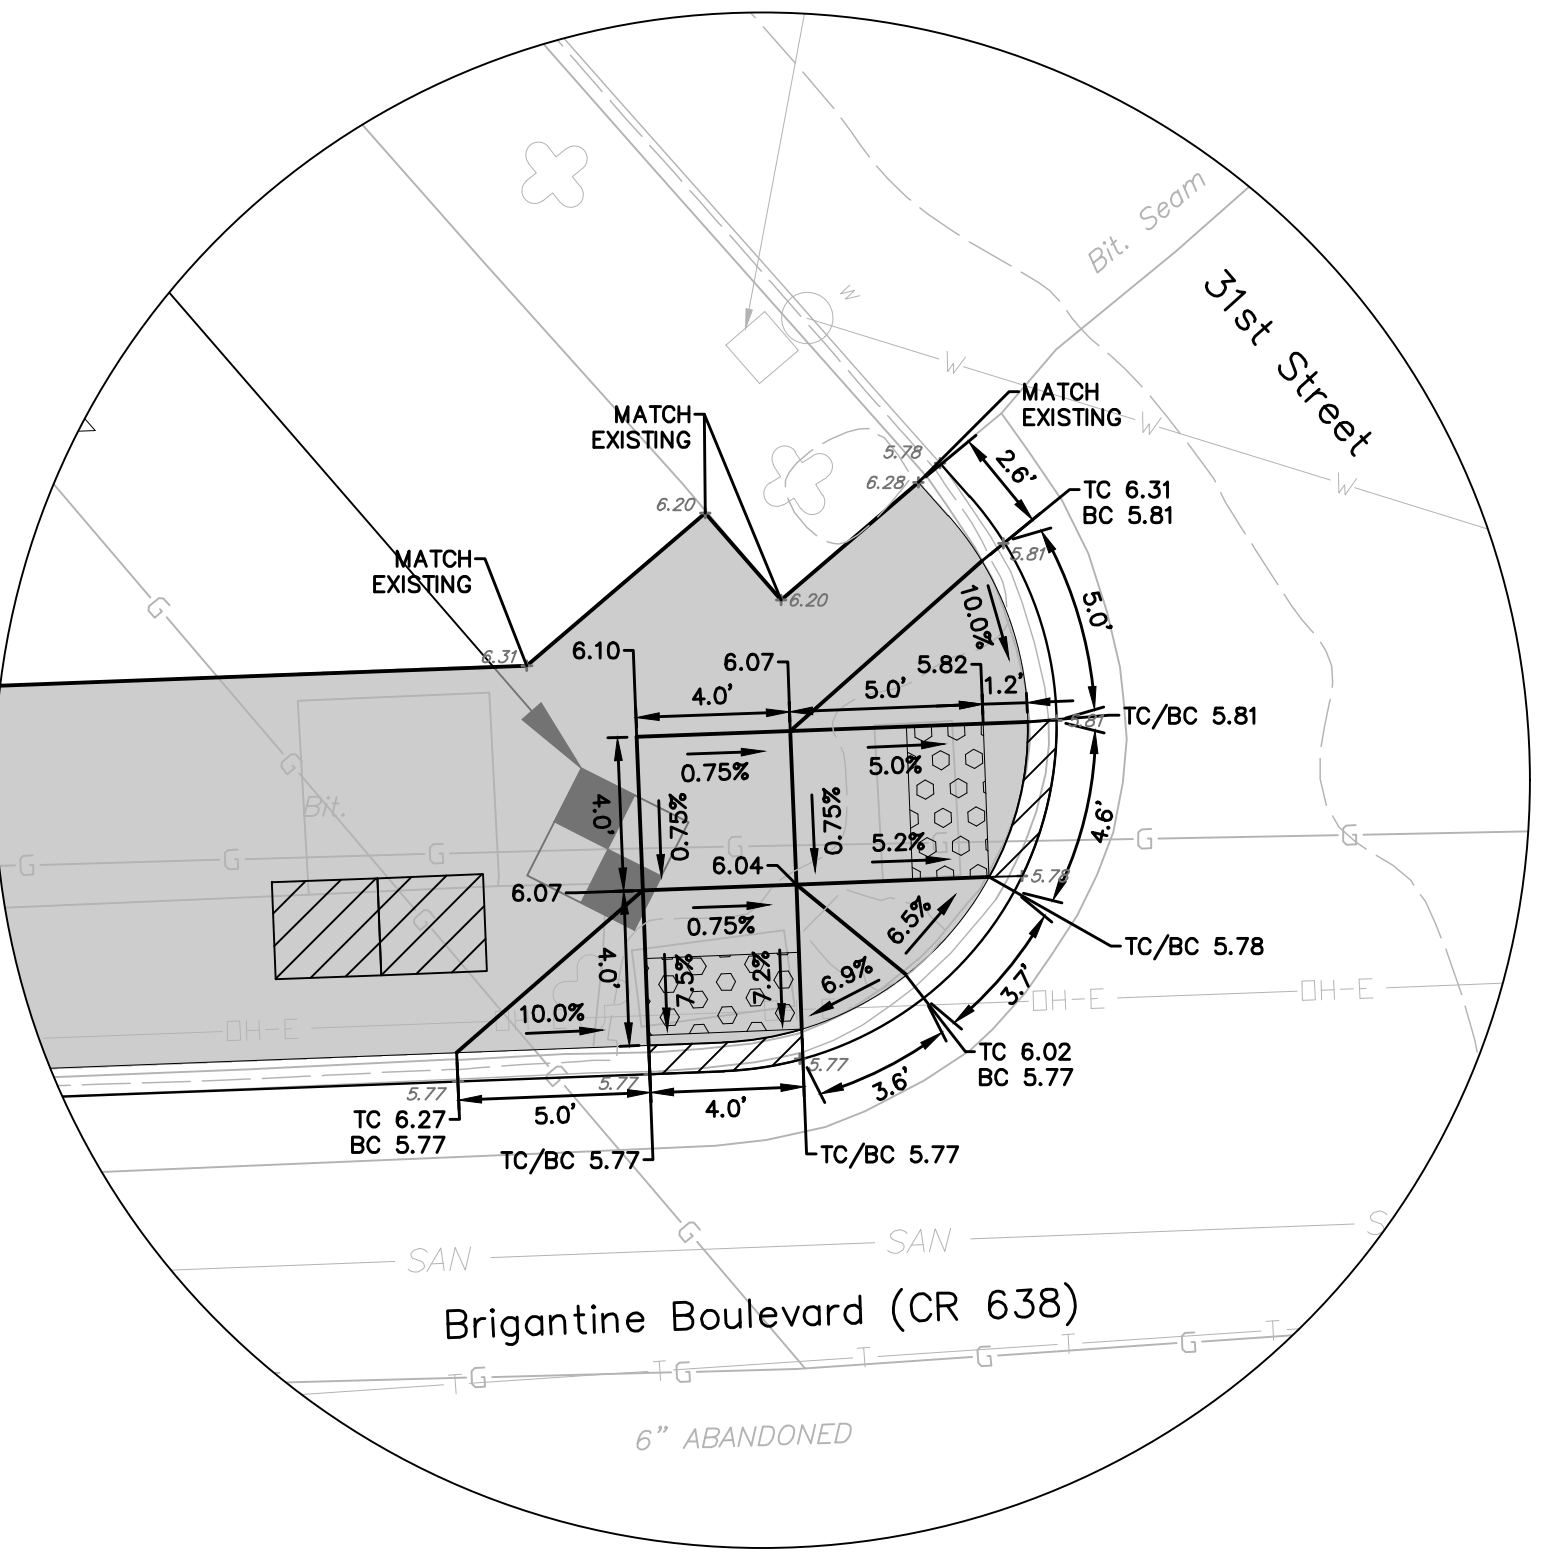 Bit. Seam
31st Street
W
W
W
W
MATCH
EXISTING
MATCH
EXISTING
MATCH
EXISTING
5.78
6.28
2.6'
TC 6.31
BC 5.81
5.81
6.20
6.20
6.31
5.0'
10.0%
6.10
6.07
5.82
4.0'
5.0'
1.2'
5.81
TC/BC 5.81
0.75%
5.0%
4.0'
0.75%
0.75%
5.2%
4.6'
G
G
Bit.
G
G
G
G
G
G
G
6.04
6.07
5.78
0.75%
6.5%
TC/BC 5.78
G
4.0'
7.5%
7.2%
6.9%
3.7'
OH-E
OH-E
OH-E
10.0%
TC 6.02
BC 5.77
5.77
5.77
5.77
G
3.6'
TC 6.27
BC 5.77
5.0'
4.0'
TC/BC 5.77
TC/BC 5.77
G
SAN
SAN
S
Brigantine Boulevard (CR 638)
T
G
T
G
T
G
T
G
T
6" ABANDONED